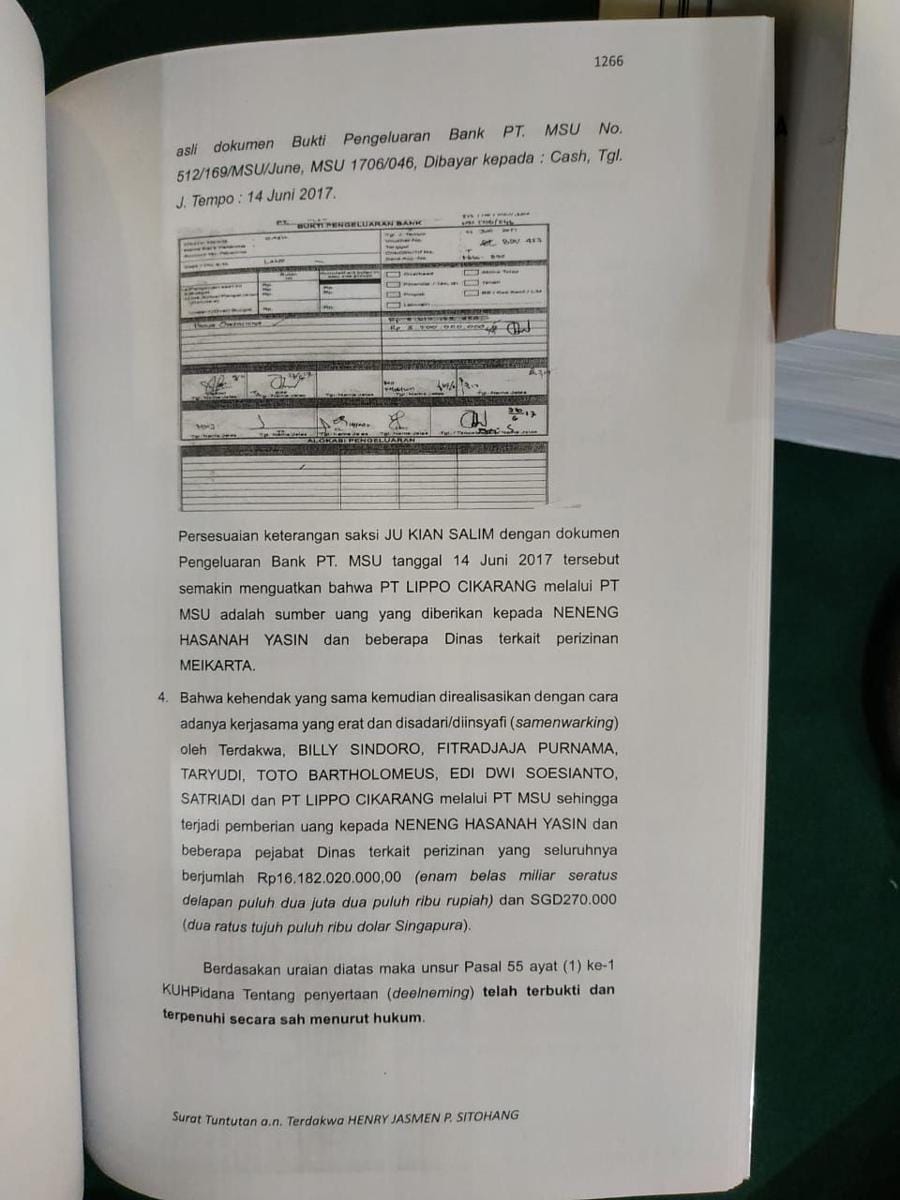 1266
asli dokumen Bukti Pengeluaran Bank PT. MSU No.
512/169/MSU/June, MSU 1706/046, Dibayar kepada : Cash, Tgl.
J. Tempo : 14 Juni 2017.
PT.
BUKTI PENGELUARAN BANK
ALOKASI PENGELUARAN
Persesuaian keterangan saksi JU KIAN SALIM dengan dokumen
Pengeluaran Bank PT. MSU tanggal 14 Juni 2017 tersebut
semakin menguatkan bahwa PT LIPPO CIKARANG melalui PT
MSU adalah sumber uang yang diberikan kepada NENENG
HASANAH YASIN dan beberapa Dinas terkait perizinan
MEIKARTA.
4. Bahwa kehendak yang sama kemudian direalisasikan dengan cara
adanya kerjasama yang erat dan disadari/diinsyafi (samenwarking)
oleh Terdakwa, BILLY SINDORO, FITRADJAJA PURNAMA,
TARYUDI, TOTO BARTHOLOMEUS, EDI DWI SOESIANTO,
SATRIADI dan PT LIPPO CIKARANG melalui PT MSU sehingga
terjadi pemberian uang kepada NENENG HASANAH YASIN dan
beberapa pejabat Dinas terkait perizinan yang seluruhnya
berjumlah Rp16.182.020.000,00 (enam belas miliar seratus
delapan puluh dua juta dua puluh ribu rupiah) dan SGD270.000
(dua ratus tujuh puluh ribu dolar Singapura).
Berdasakan uraian diatas maka unsur Pasal 55 ayat (1) ke-1
KUHPidana Tentang penyertaan (deelneming) telah terbukti dan
terpenuhi secara sah menurut hukum.
Surat Tuntutan a.n. Terdakwa HENRY JASMEN P. SITOHANG